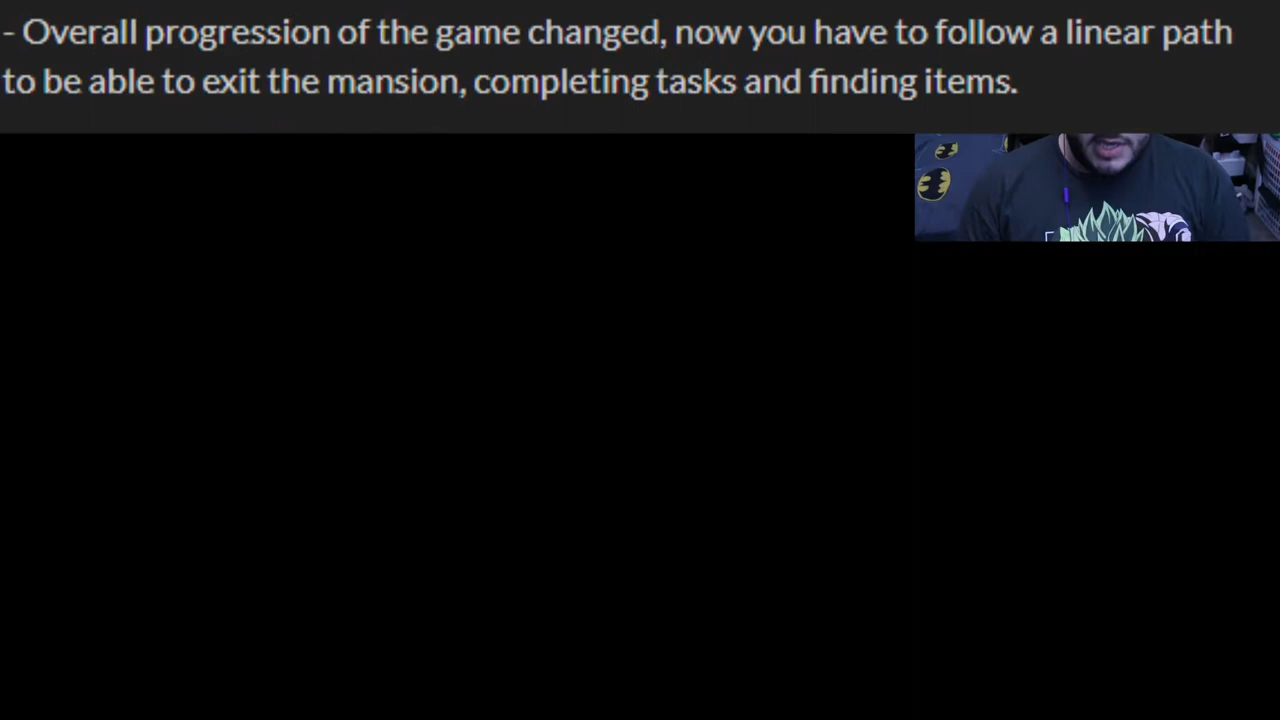 - Overall progression of the game changed, now you have to follow a linear path
to be able to exit the mansion, completing tasks and finding items.